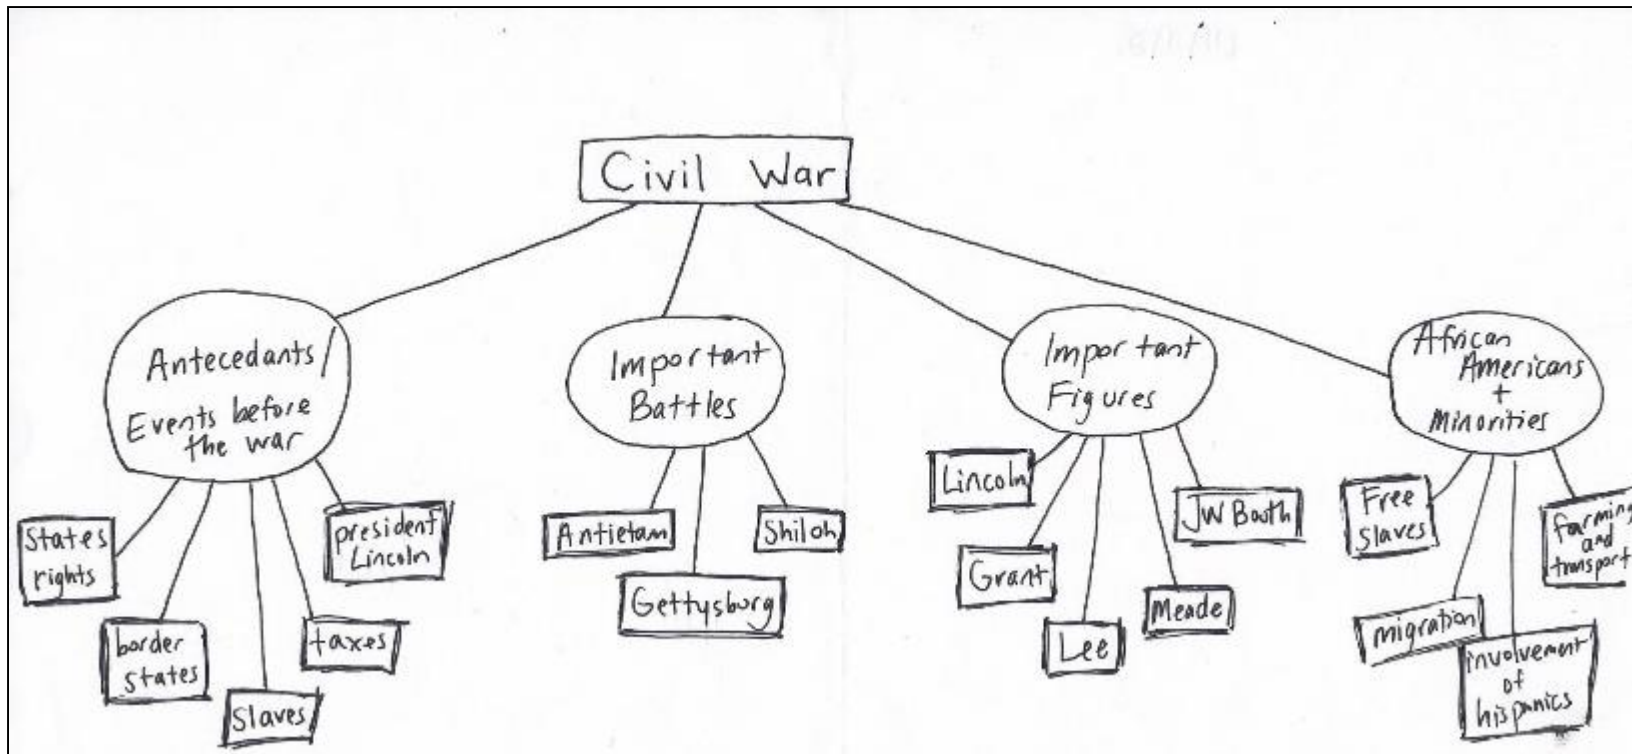 Civil War
Antecedants/
Events before
the war
Important
Battles
Important
Figures
African
Americans
+
Minorities
States
rights
border
States
Slaves
taxes
president
Lincoln
Antietam
Gettysburg
Shiloh
Lincoln
Grant
Lee
Meade
JW Booth
Free
Slaves
migration
involvement
of
hispanics
farming
and
transport